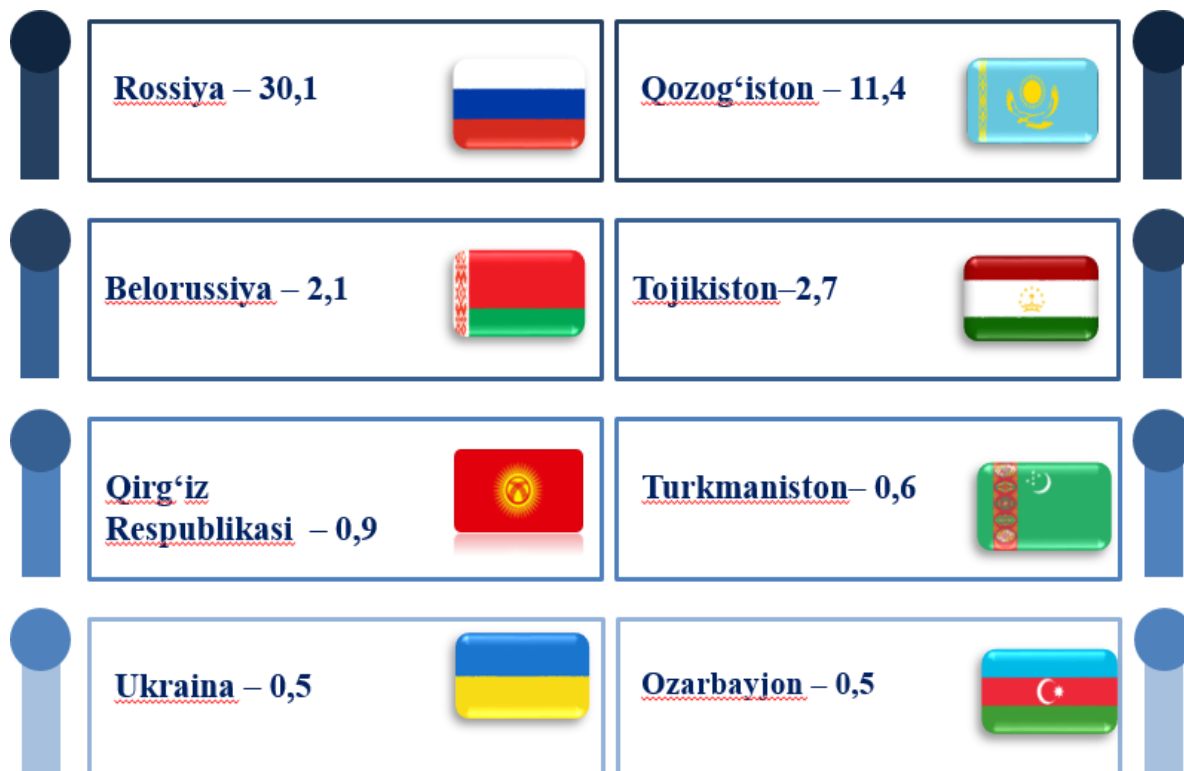 Rossiya – 30,1
Qozog‘iston – 11,4
Belorussiya – 2,1
Tojikiston–2,7
Qirg‘iz
Respublikasi – 0,9
Turkmaniston– 0,6
Ukraina – 0,5
Ozarbayjon – 0,5